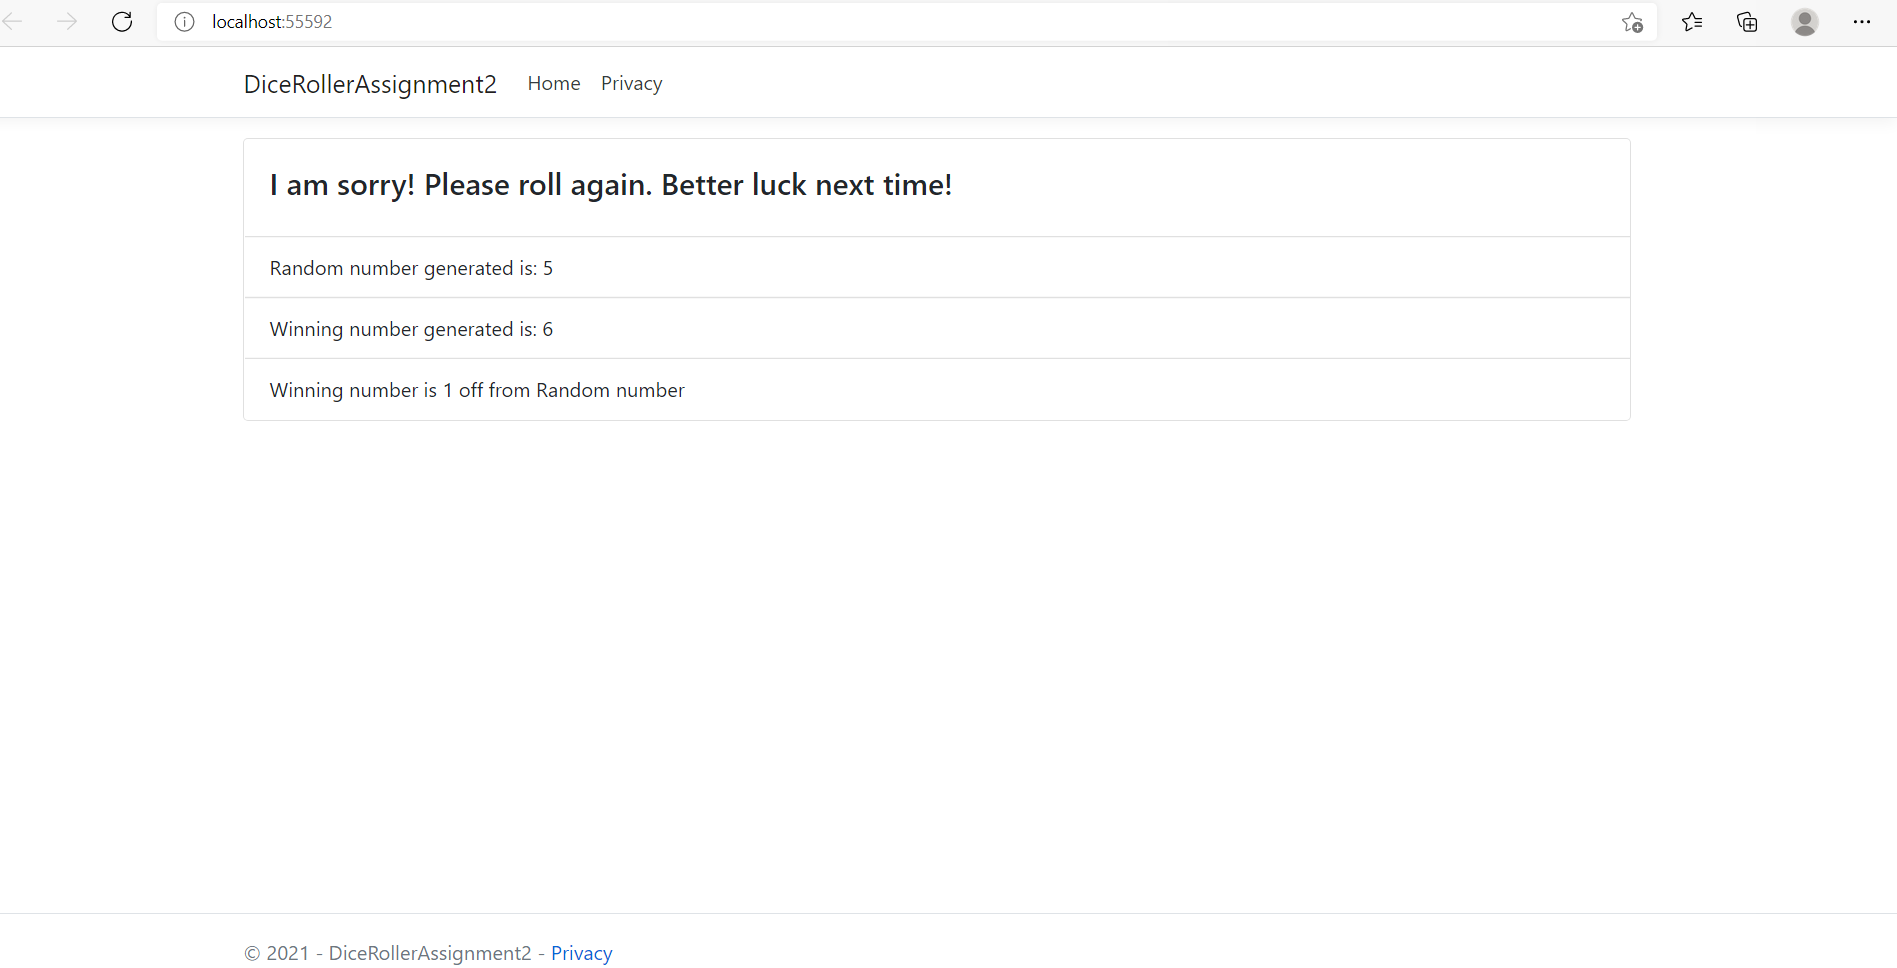 localhost:55592
DiceRollerAssignment2 Home Privacy
I am sorry! Please roll again. Better luck next time!
Random number generated is: 5
Winning number generated is: 6
Winning number is 1 off from Random number
© 2021 - DiceRollerAssignment2 - Privacy